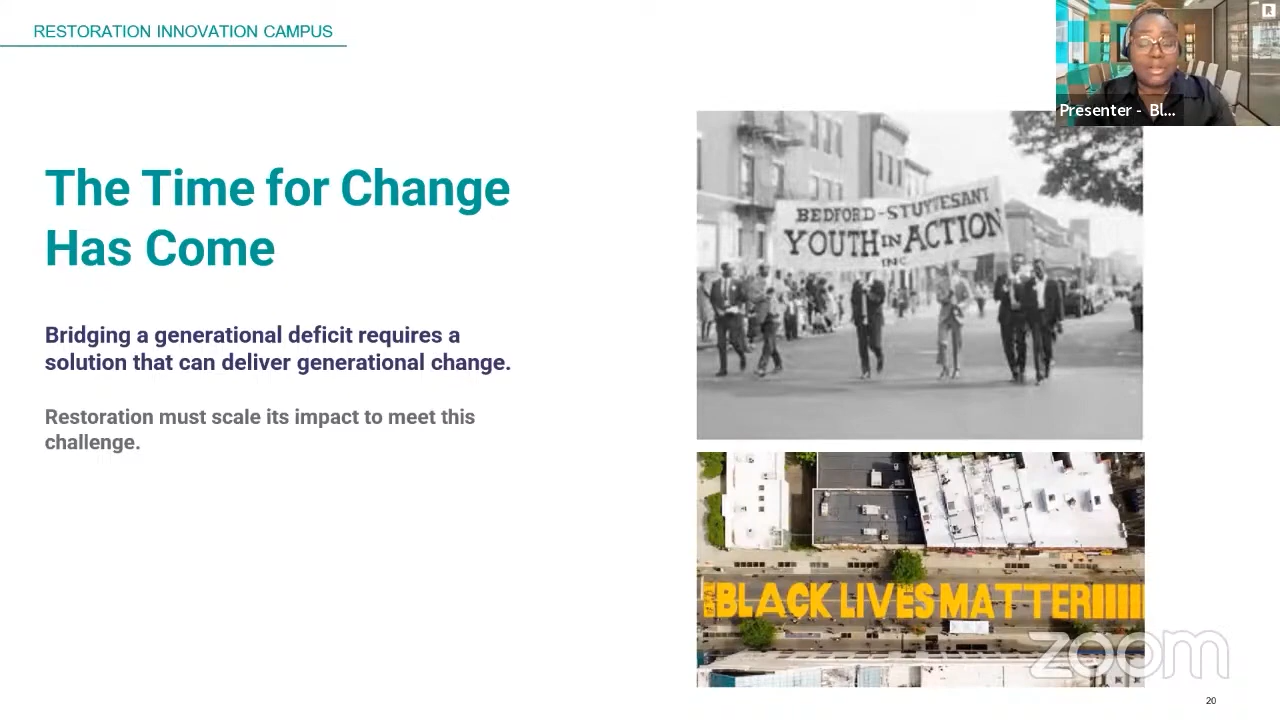 RESTORATION INNOVATION CAMPUS
R
Presenter - Bl...
The Time for Change
Has Come
Bridging a generational deficit requires a
solution that can deliver generational change.
Restoration must scale its impact to meet this
challenge.
BEDFORD-STUYVESANT
YOUTH IN ACTION
INC
BLACK LIVES MATTER
zoom
20